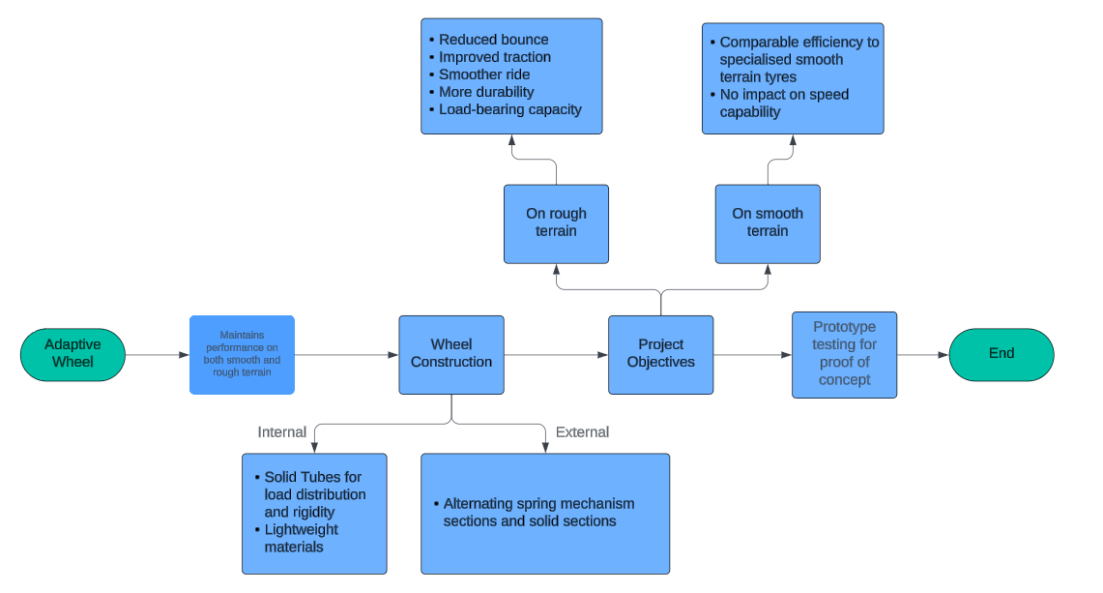 • Reduced bounce
• Improved traction
• Smoother ride
• More durability
• Load-bearing capacity
• Comparable efficiency to
specialised smooth
terrain tyres
• No impact on speed
capability
On rough
terrain
On smooth
terrain
Adaptive
Wheel
Maintains
performance on
both smooth and
rough terrain
Wheel
Construction
Project
Objectives
Prototype
testing for
proof of
concept
End
Internal
External
• Solid Tubes for
load distribution
and rigidity
• Lightweight
materials
• Alternating spring mechanism
sections and solid sections